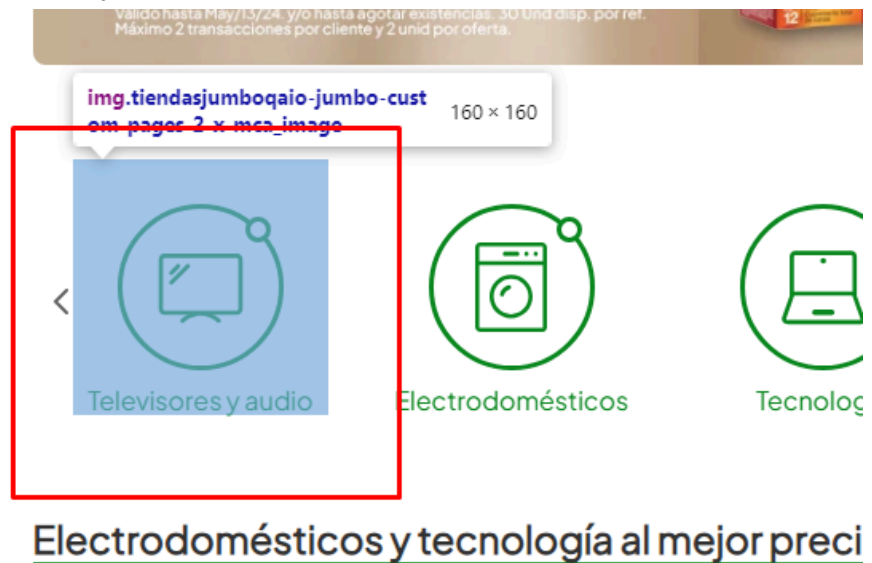 Válido hasta May/13/24. y/o hasta agotar existencias. 30 Und disp. por ref.
Máximo 2 transacciones por cliente y 2 unid por oferta.
12
img.tiendasjumboqaio-jumbo-cust
om-pages-2-x-mca_image
160 × 160
Televisores y audio
Electrodomésticos
Tecnolog
Electrodomésticos y tecnología al mejor preci